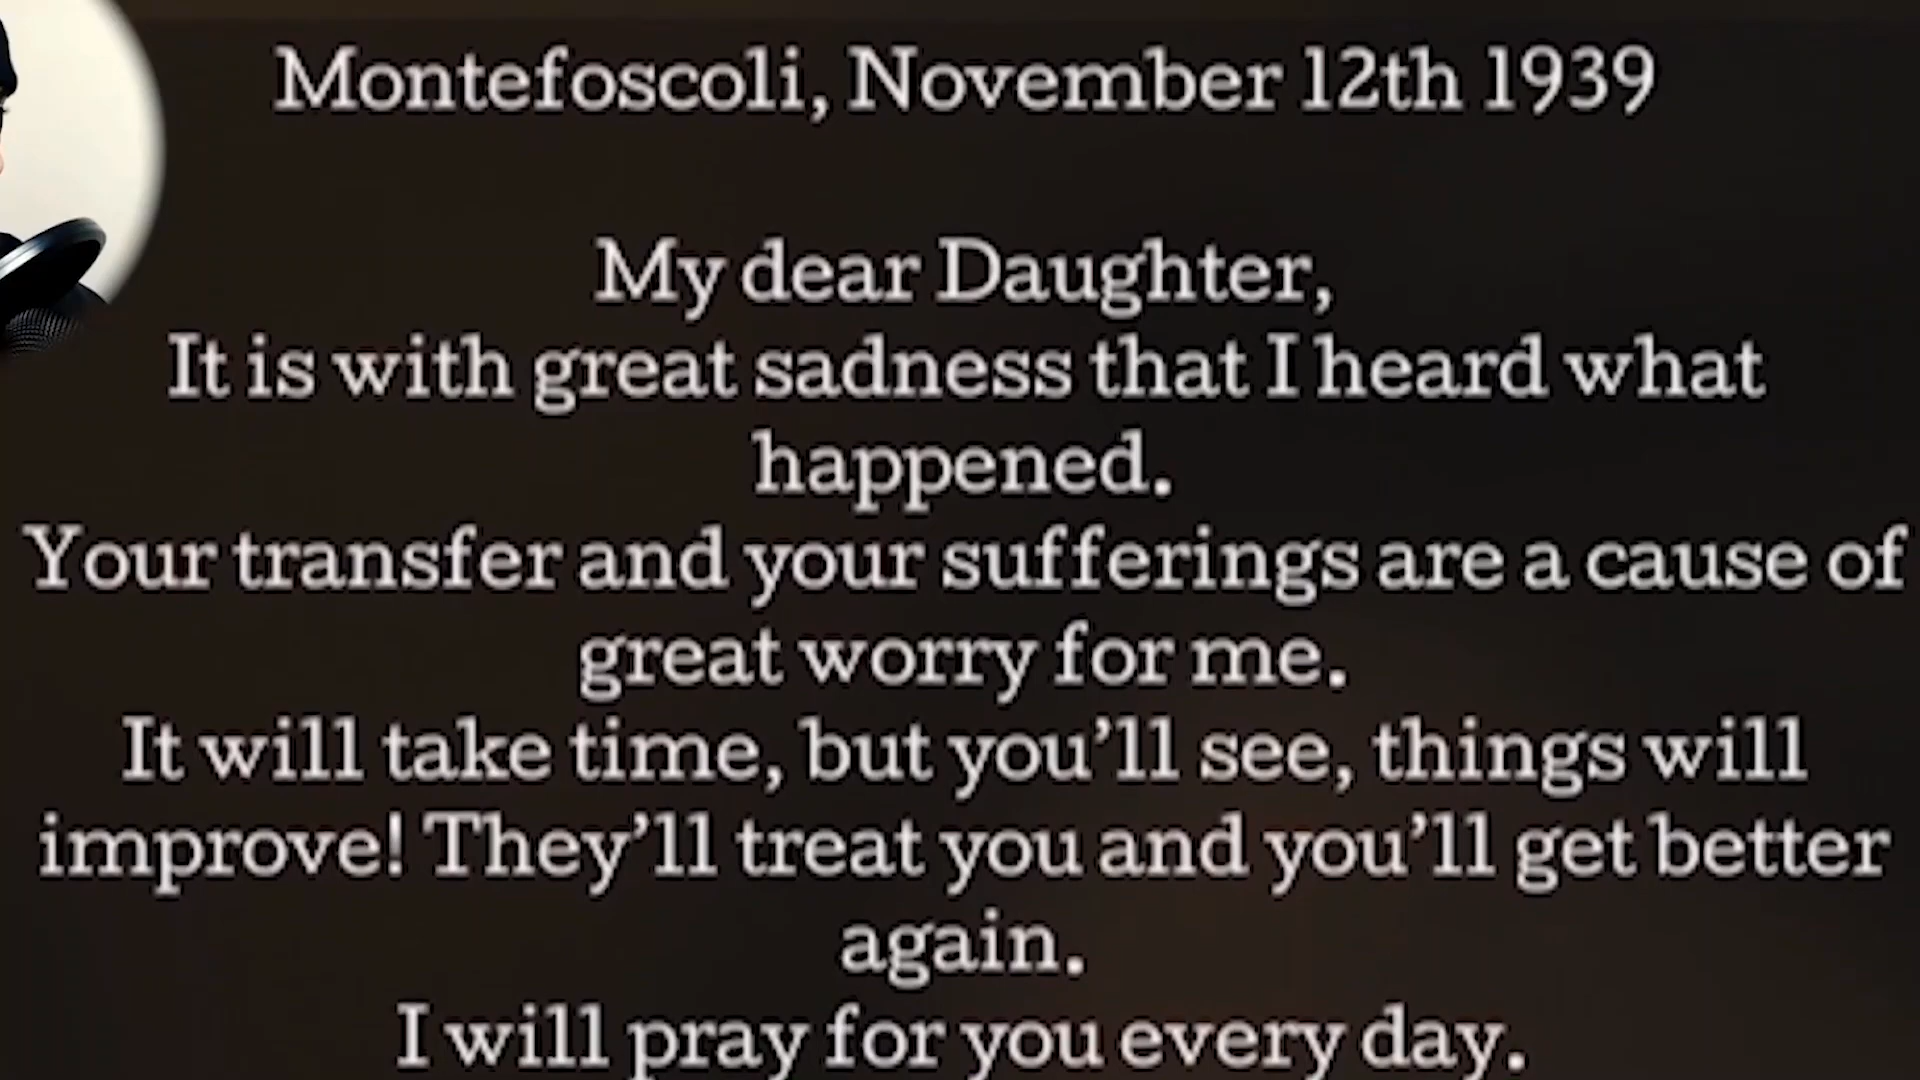 Montefoscoli, November 12th 1939
My dear Daughter,
It is with great sadness that I heard what
happened.
Your transfer and your sufferings are a cause of
great worry for me.
It will take time, but you’ll see, things will
improve! They’ll treat you and you’ll get better
again.
I will pray for you every day.